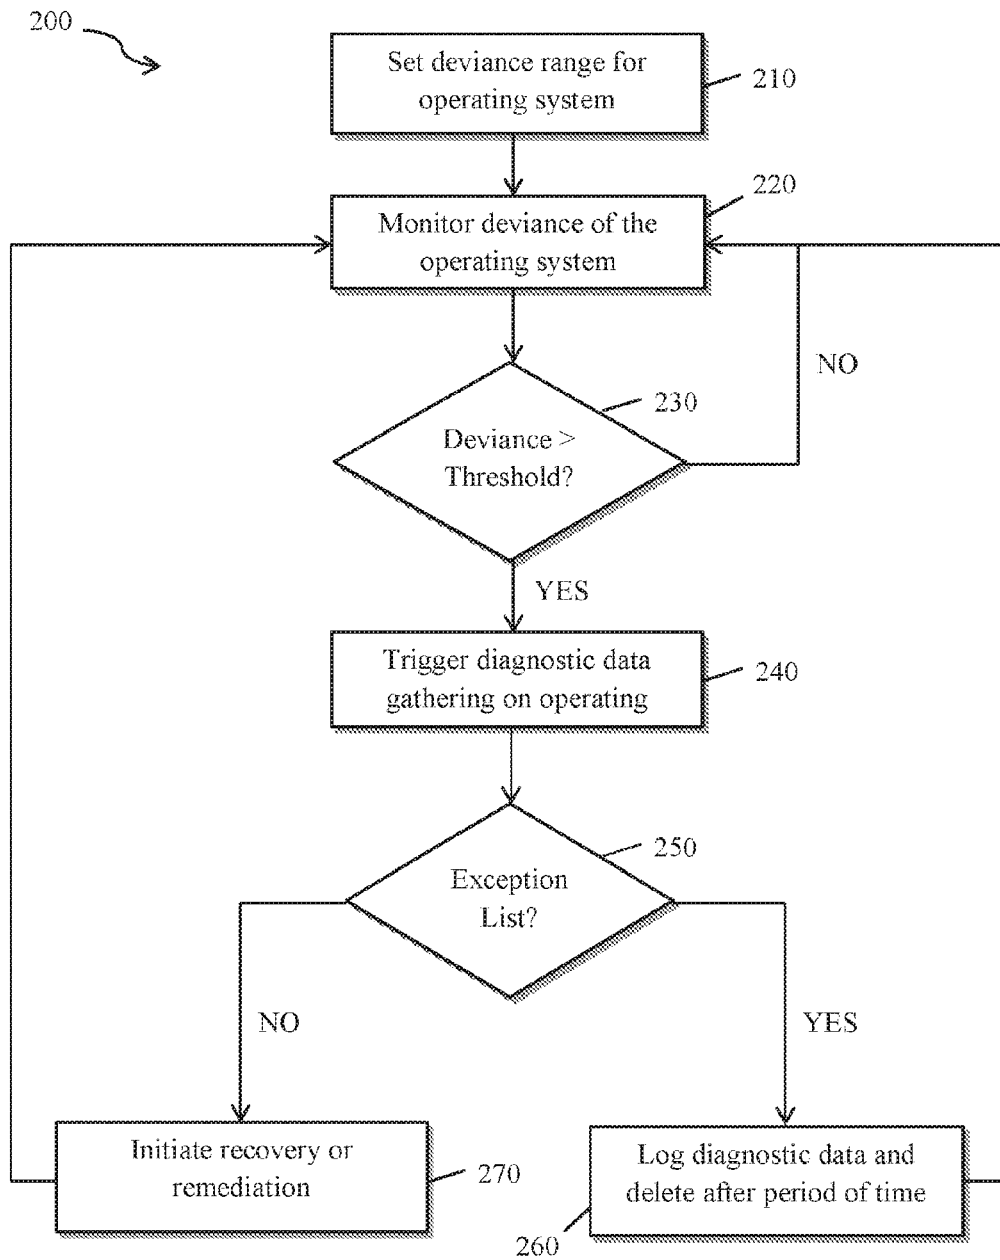 200
Set deviance range for
operating system
210
220
Monitor deviance of the
operating system
NO
230
Deviance >
Threshold?
YES
Trigger diagnostic data
gathering on operating
240
250
Exception
List?
NO
YES
Initiate recovery or
remediation
270
Log diagnostic data and
delete after period of time
260